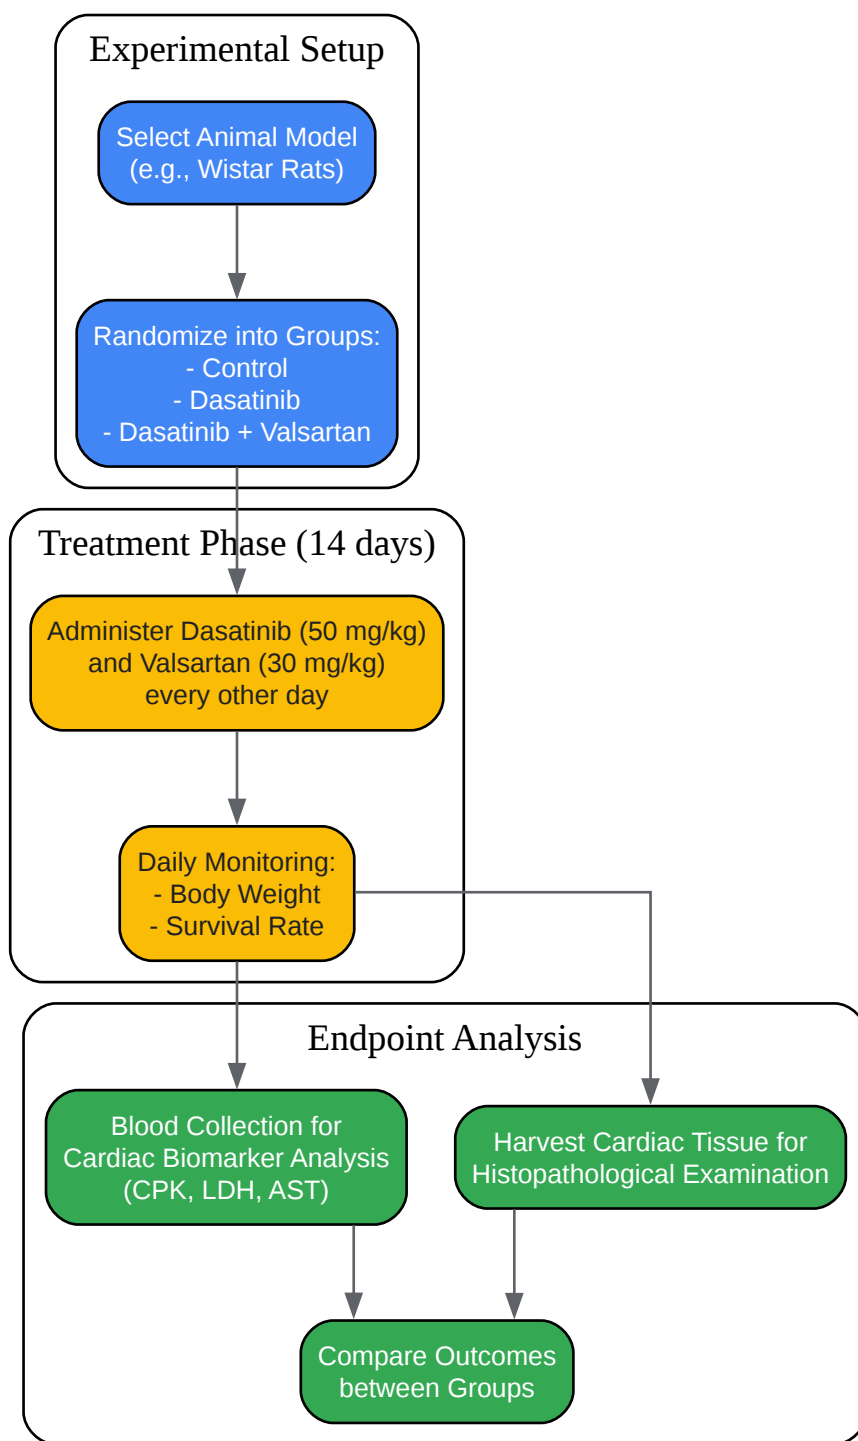 Experimental Setup
Select Animal Model
(e.g., Wistar Rats)
Randomize into Groups:
- Control
- Dasatinib
- Dasatinib + Valsartan
Treatment Phase (14 days)
Administer Dasatinib (50 mg/kg)
and Valsartan (30 mg/kg)
every other day
Daily Monitoring:
- Body Weight
- Survival Rate
Endpoint Analysis
Blood Collection for
Cardiac Biomarker Analysis
(CPK, LDH, AST)
Harvest Cardiac Tissue for
Histopathological Examination
Compare Outcomes
between Groups